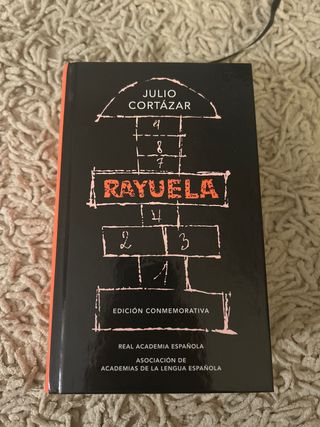 JULIO
CORTÁZAR
9
8
7
RAYUELA
4
2 3
1
EDICIÓN CONMEMORATIVA
REAL ACADEMIA ESPAÑOLA
ASOCIACIÓN DE
ACADEMIAS DE LA LENGUA ESPAÑOLA